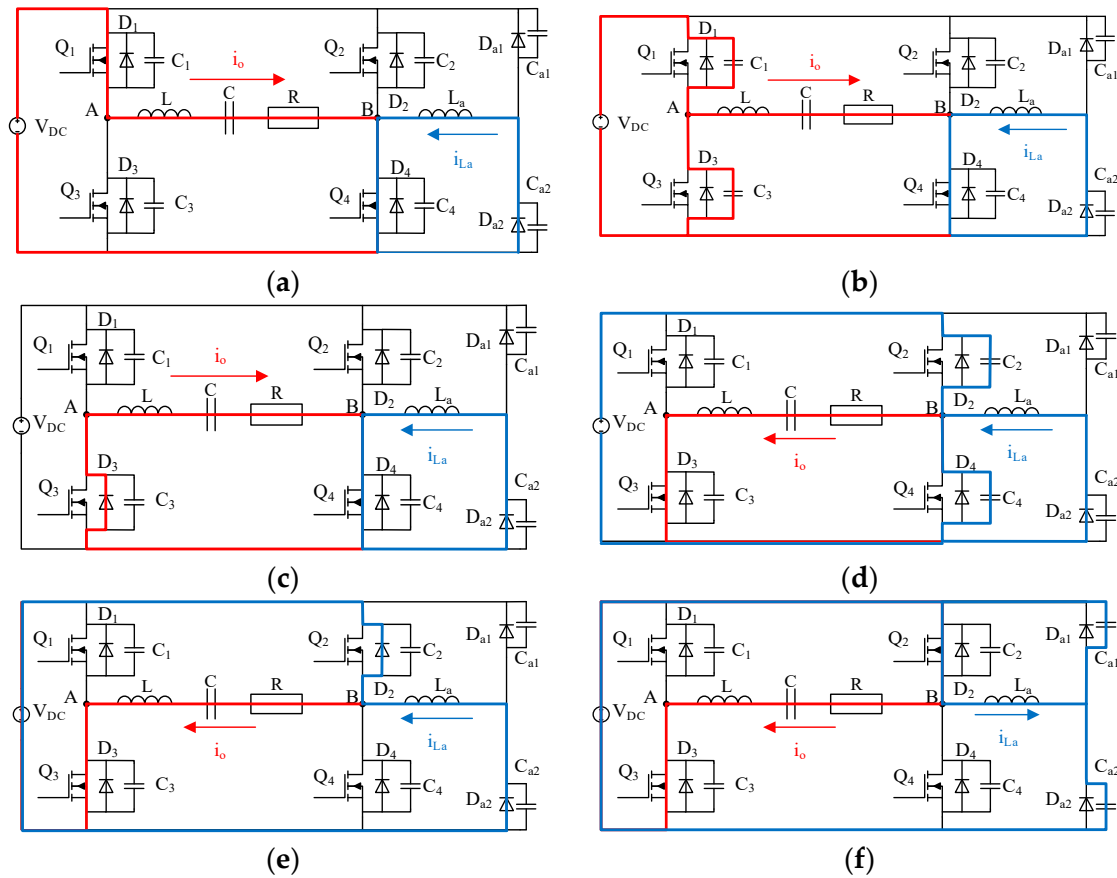 D1 Q1 C1 io Q2 C2 Da1 Ca1
A L C R B D2 La
VDC iLa
D3 Q3 C3 D4 Q4 C4 Ca2 Da2
(a)
D1 Q1 C1 io Q2 C2 Da1 Ca1
A L C R B D2 La
VDC iLa
D3 Q3 C3 D4 Q4 C4 Ca2 Da2
(b)
D1 Q1 C1 io Q2 C2 Da1 Ca1
A L C R B D2 La
VDC iLa
D3 Q3 C3 D4 Q4 C4 Ca2 Da2
(c)
D1 Q1 C1 Q2 C2 Da1 Ca1
A L C R B D2 La
VDC io iLa
D3 Q3 C3 D4 Q4 C4 Ca2 Da2
(d)
D1 Q1 C1 Q2 C2 Da1 Ca1
A L C R B D2 La
VDC io iLa
D3 Q3 C3 D4 Q4 C4 Ca2 Da2
(e)
D1 Q1 C1 Q2 C2 Da1 Ca1
A L C R B D2 La
VDC io iLa
D3 Q3 C3 D4 Q4 C4 Ca2 Da2
(f)